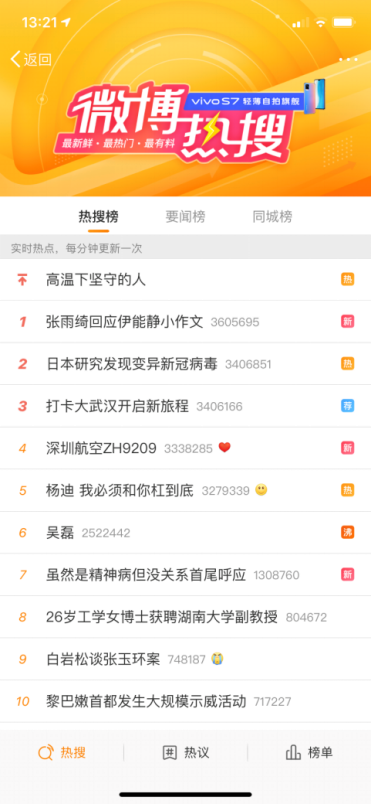 13:21
返回
微博热搜
vivo S7 轻薄自拍旗舰
最新鲜·最热门·最有料
热搜榜 要闻榜 同城榜
实时热点，每分钟更新一次
高温下坚守的人 热
1 张雨绮回应伊能静小作文 3605695 新
2 日本研究发现变异新冠病毒 3406851 热
3 打卡大武汉开启新旅程 3406166 荐
4 深圳航空ZH9209 3338285 新
5 杨迪 我必须和你杠到底 3279339 热
6 吴磊 2522442 沸
7 虽然是精神病但没关系首尾呼应 1308760 新
8 26岁工学女博士获聘湖南大学副教授 804672
9 白岩松谈张玉环案 748187
10 黎巴嫩首都发生大规模示威活动 717227
热搜 热议 榜单